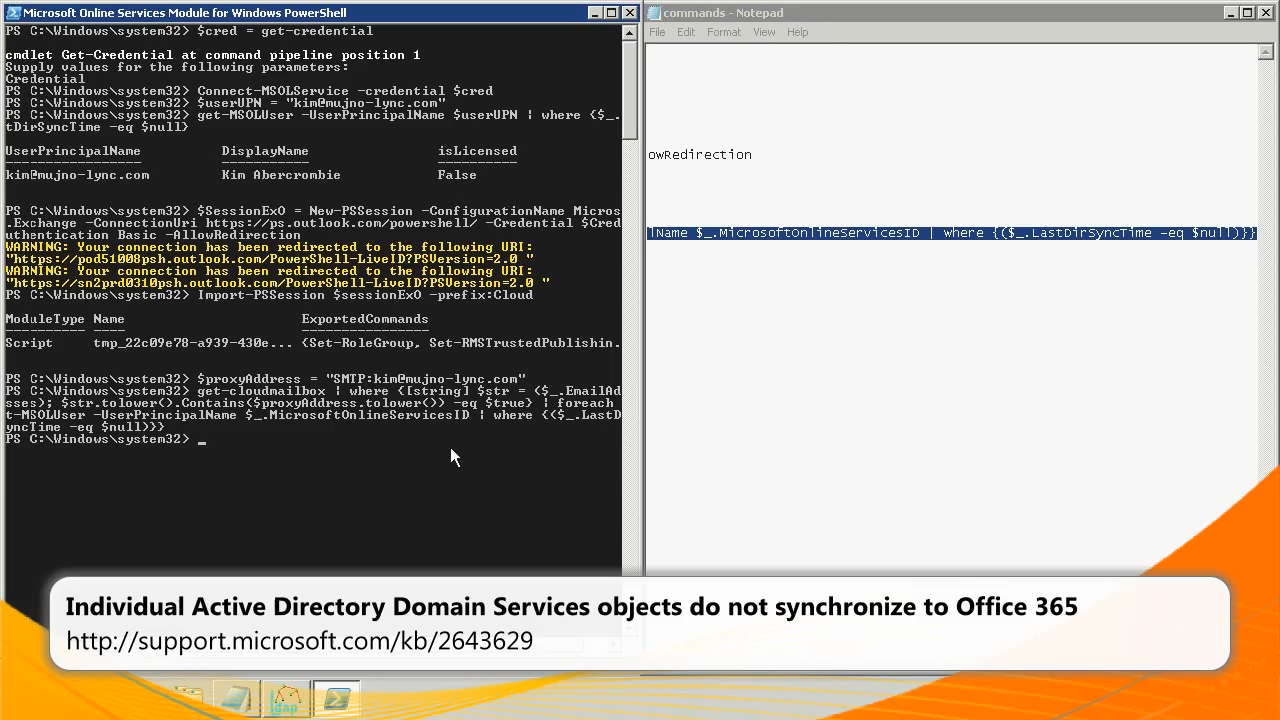 Microsoft Online Services Module for Windows PowerShell
PS C:\Windows\system32> $cred = get-credential
cmdlet Get-Credential at command pipeline position 1
Supply values for the following parameters:
Credential
PS C:\Windows\system32> Connect-MSOLService -credential $cred
PS C:\Windows\system32> $userUPN = "kim@mujno-lync.com"
PS C:\Windows\system32> get-MSOLUser -UserPrincipalName $userUPN | where {$_.
tDirSyncTime -eq $null}
UserPrincipalName DisplayName isLicensed
----------------- ----------- ----------
kim@mujno-lync.com Kim Abercrombie False
PS C:\Windows\system32> $SessionExO = New-PSSession -ConfigurationName Micros
.Exchange -ConnectionUri https://ps.outlook.com/powershell/ -Credential $Cred
uthentication Basic -AllowRedirection
WARNING: Your connection has been redirected to the following URI:
"https://pod51008psh.outlook.com/PowerShell-LiveID?PSVersion=2.0 "
WARNING: Your connection has been redirected to the following URI:
"https://sn2prd0310psh.outlook.com/PowerShell-LiveID?PSVersion=2.0 "
PS C:\Windows\system32> Import-PSSession $sessionExO -prefix:Cloud
ModuleType Name ExportedCommands
---------- ---- ----------------
Script tmp_22c09e78-a939-430e... {Set-RoleGroup, Set-RMSTrustedPublishin.
PS C:\Windows\system32> $proxyAddress = "SMTP:kim@mujno-lync.com"
PS C:\Windows\system32> get-cloudmailbox | where {[string] $str = ($_.EmailAd
sses); $str.tolower().Contains($proxyAddress.tolower()) -eq $true} | foreach
t-MSOLUser -UserPrincipalName $_.MicrosoftOnlineServicesID | where {($_.LastD
yncTime -eq $null)}}
PS C:\Windows\system32> _
commands - Notepad
File Edit Format View Help
owRedirection
lName $_.MicrosoftOnlineServicesID | where {($_.LastDirSyncTime -eq $null)}}
Individual Active Directory Domain Services objects do not synchronize to Office 365
http://support.microsoft.com/kb/2643629
ldap